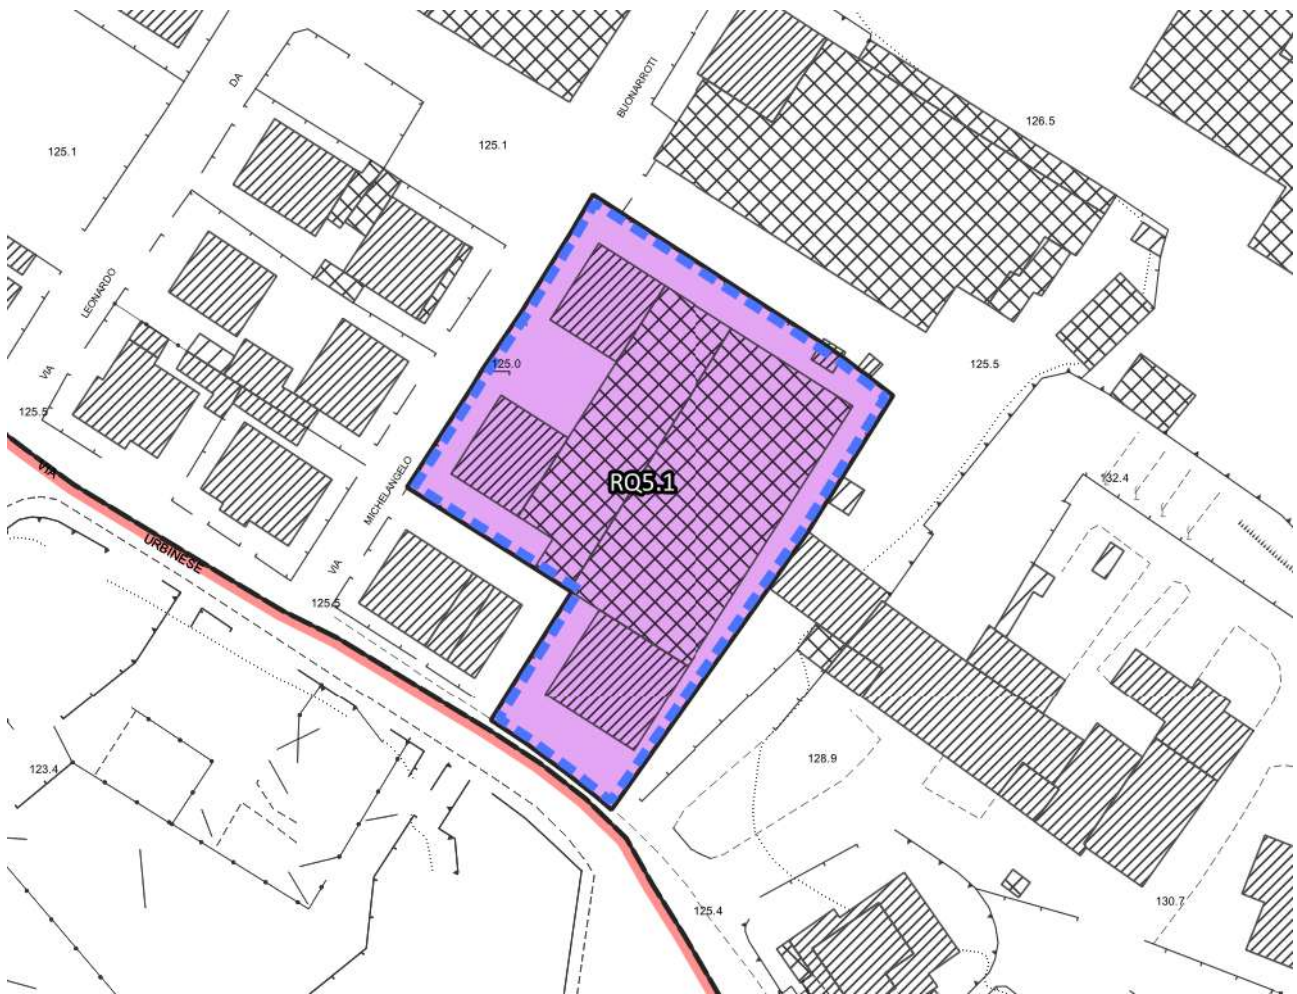 DA
BUONARROTI
126.5
125.1
125.1
LEONARDO
125.0
125.5
VIA
125.5
VIA
MICHELANGELO
RQ5.1
132.4
URBINESE
VIA
125.5
128.9
123.4
125.4
130.7